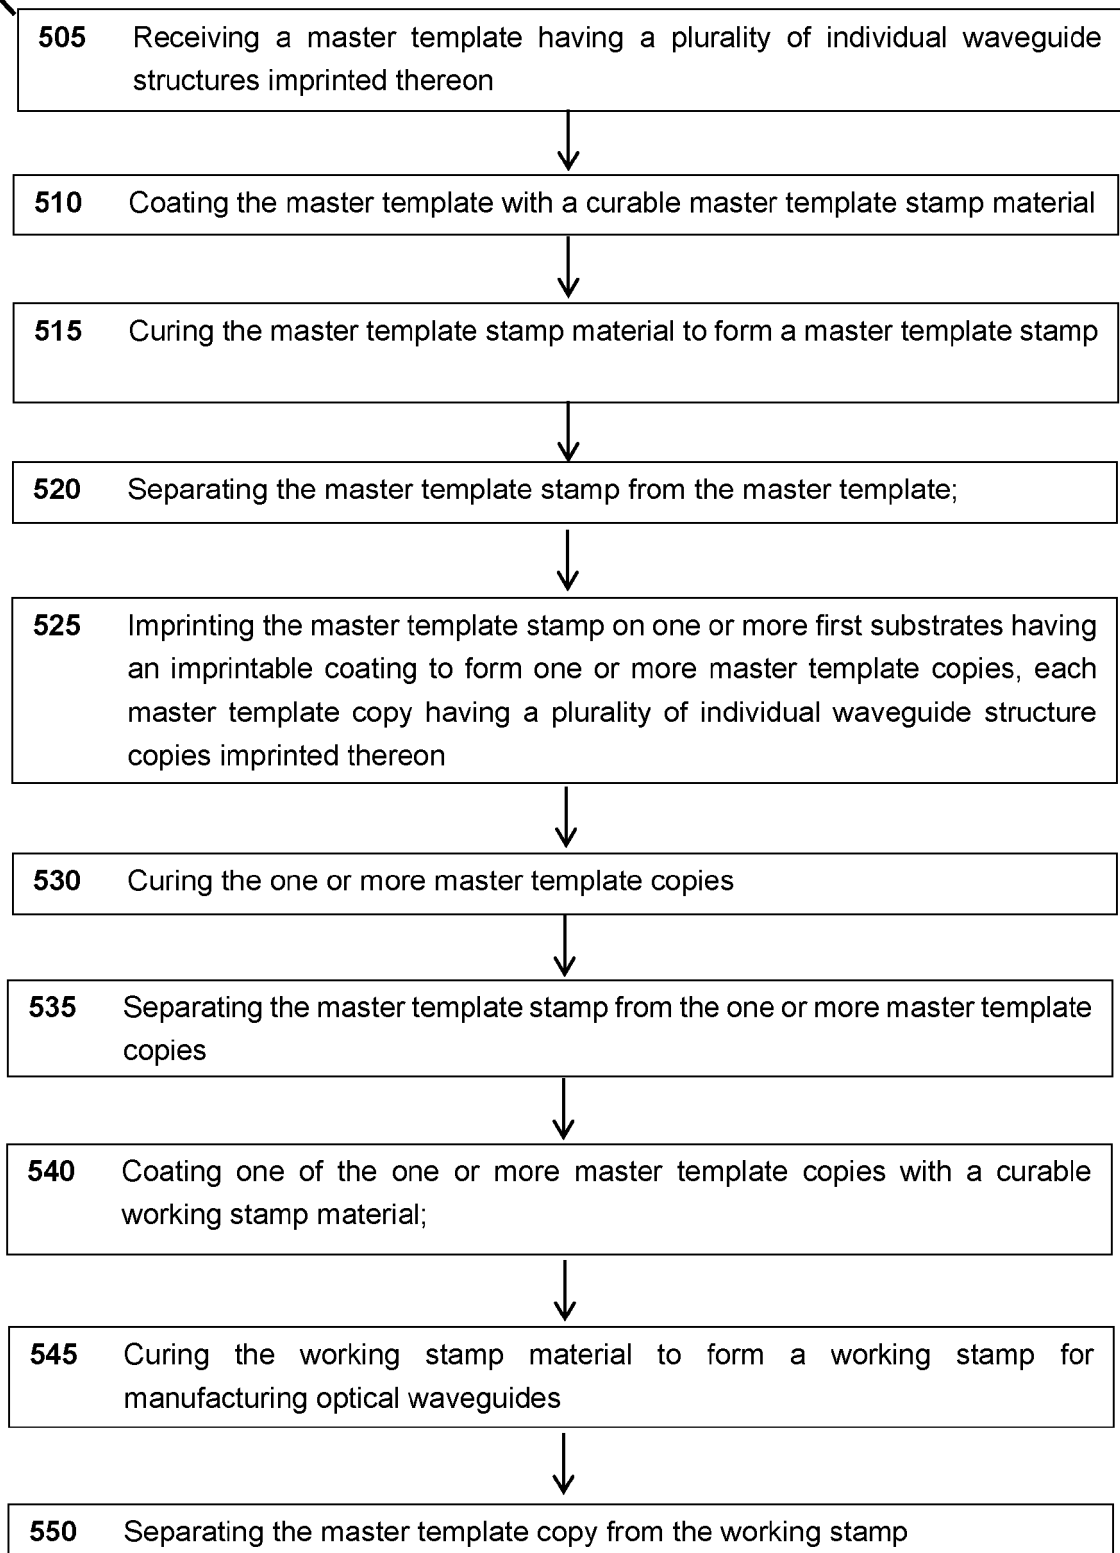 505 Receiving a master template having a plurality of individual waveguide
structures imprinted thereon
510 Coating the master template with a curable master template stamp material
515 Curing the master template stamp material to form a master template stamp
520 Separating the master template stamp from the master template;
525 Imprinting the master template stamp on one or more first substrates having
an imprintable coating to form one or more master template copies, each
master template copy having a plurality of individual waveguide structure
copies imprinted thereon
530 Curing the one or more master template copies
535 Separating the master template stamp from the one or more master template
copies
540 Coating one of the one or more master template copies with a curable
working stamp material;
545 Curing the working stamp material to form a working stamp for
manufacturing optical waveguides
550 Separating the master template copy from the working stamp